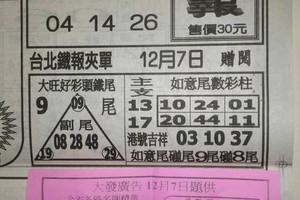 04 14 26
報
售價30元
台北鐵報夾單 12月7日 贈閱
大旺好彩頭鐵尾
9 09 尾
副尾
08 28 48
19 29
主支
13 10 24 01
17 20 44 11
如意尾數彩柱
港號吉祥 03 10 37
如意尾碰尾9尾8尾
大發廣告12月7日題供